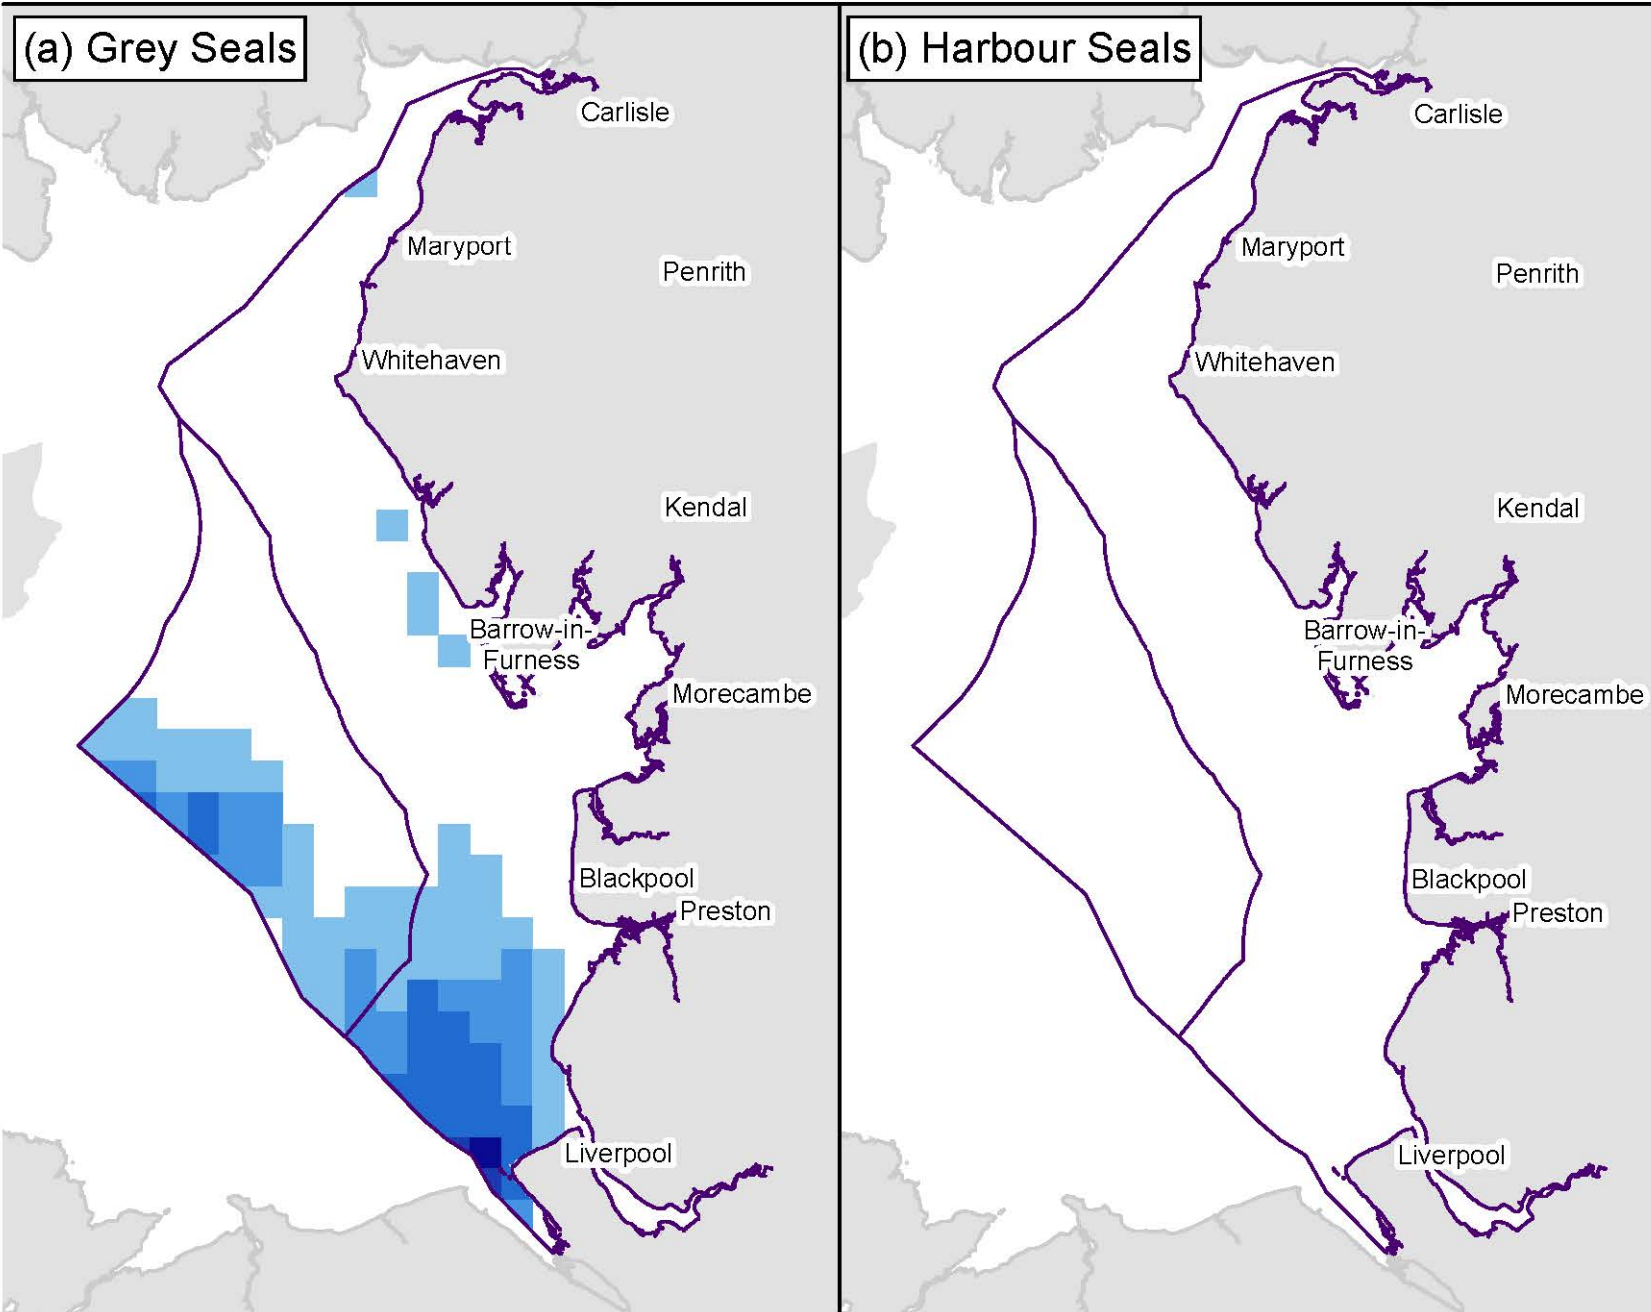 (a) Grey Seals
Carlisle
Maryport
Penrith
Whitehaven
Kendal
Barrow-in-
Furness
Morecambe
Blackpool
Preston
Liverpool
(b) Harbour Seals
Carlisle
Maryport
Penrith
Whitehaven
Kendal
Barrow-in-
Furness
Morecambe
Blackpool
Preston
Liverpool